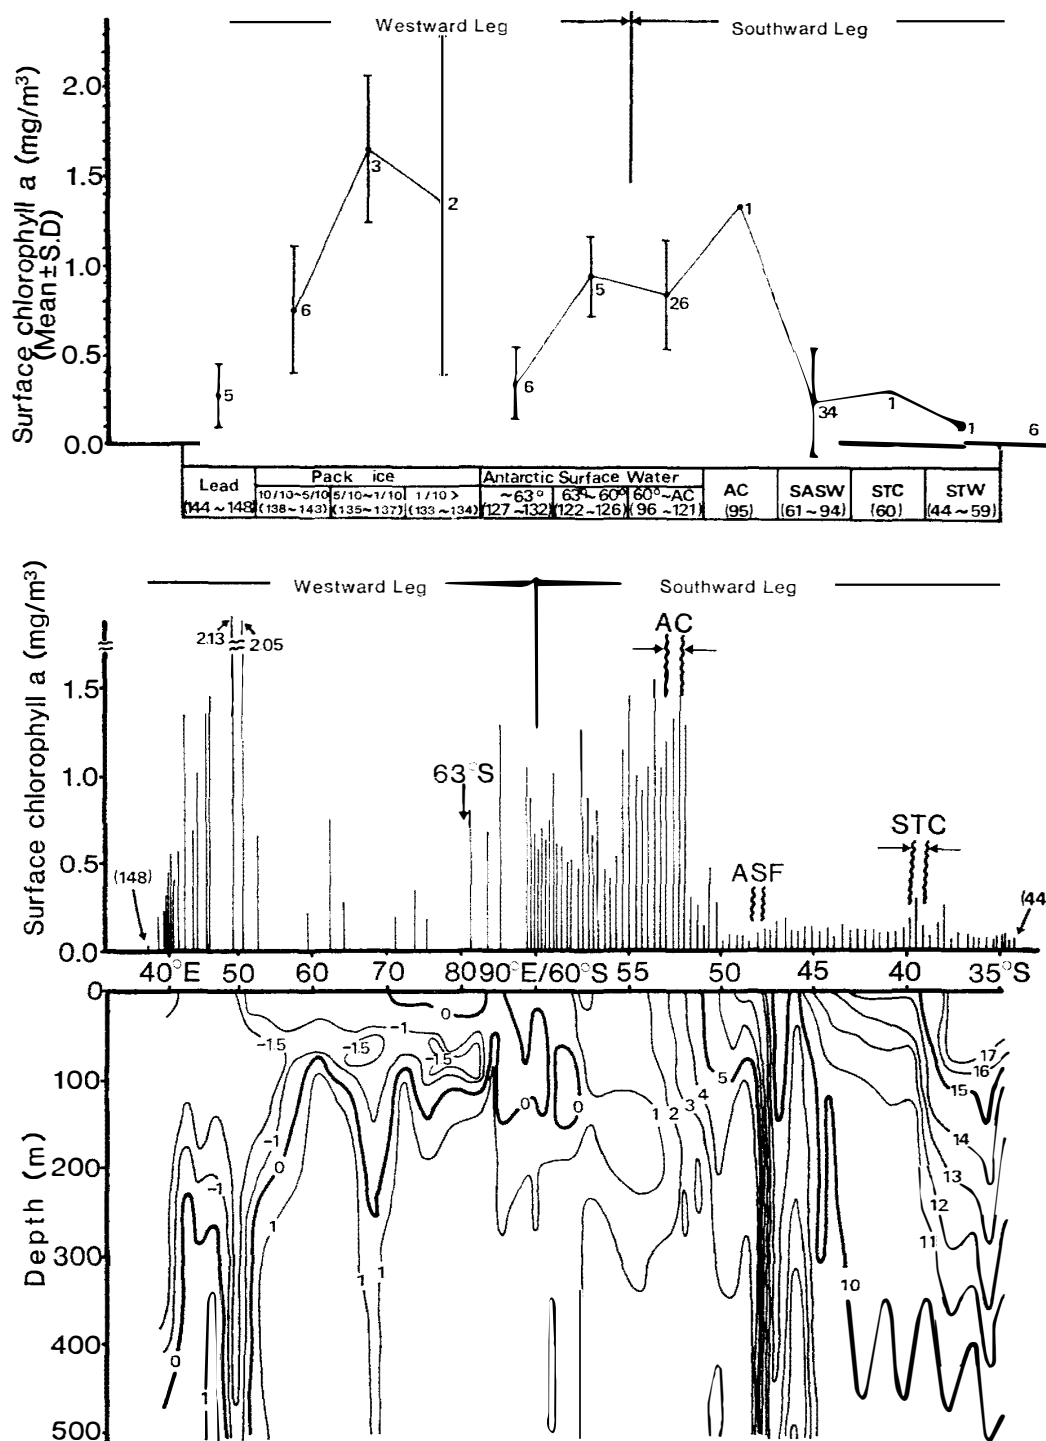 Westward Leg Southward Leg
Surface chlorophyll a (mg/m³)
(Mean±S.D)
2.0
1.5
1.0
0.5
0.0
5
6
3
2
6
5
26
1
34
1
1
6
Lead
(144~148)
Pack ice
10/10~5/10 5/10~1/10 1/10 >
(138~143) (135~137) (133~134)
Antarctic Surface Water
~63° 63°~60° 60°~AC
(127~132) (122~126) (96~121)
AC
(95)
SASW
(61~94)
STC
(60)
STW
(44~59)
Westward Leg Southward Leg
Surface chlorophyll a (mg/m³)
1.5
1.0
0.5
0.0
2.13
2.05
AC
63°S
STC
ASF
(148)
(44
40°E 50 60 70 80 90°E/60°S 55 50 45 40 35°S
Depth (m)
0
100
200
300
400
500
0
-1
-1.5
-1.5
-1.5
-1
0
1
-1
0
1
1
1
0
0
1
2
3
4
5
10
11
12
13
14
15
16
17